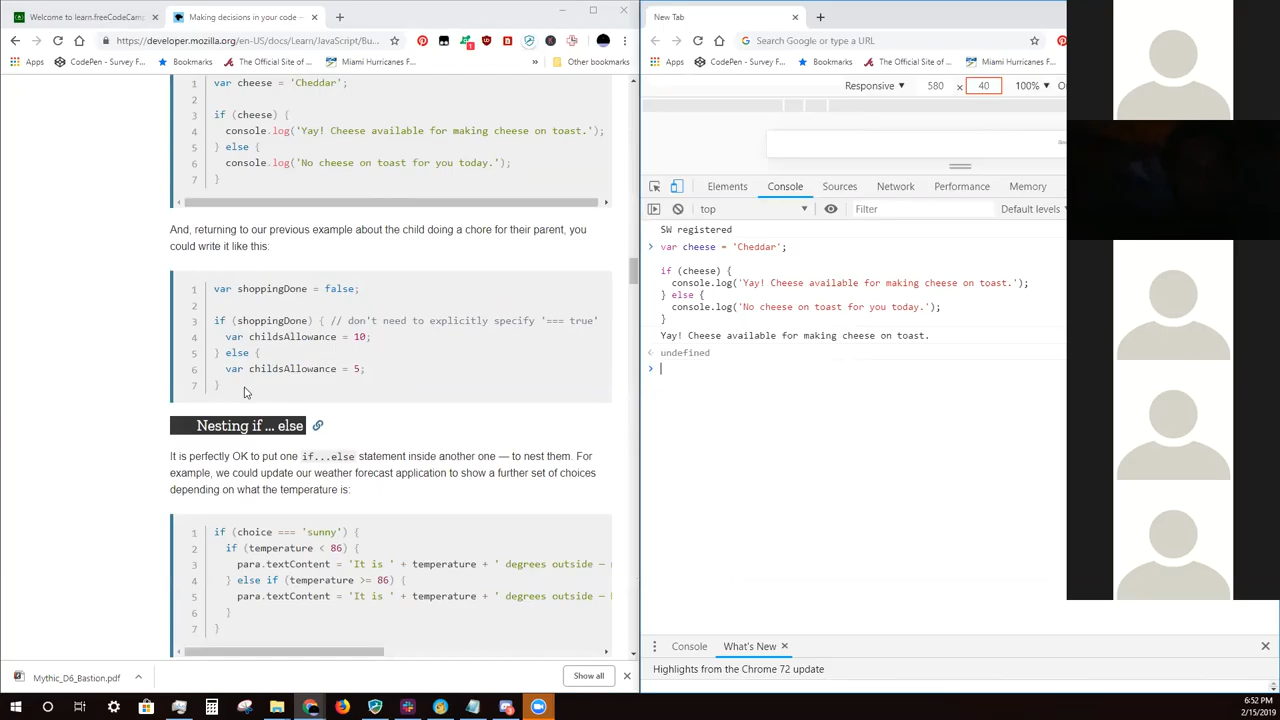 Welcome to learn.freeCodeCam
Making decisions in your code —
https://developer.mozilla.org/en-US/docs/Learn/JavaScript/Bu...
Apps
CodePen - Survey F...
Bookmarks
The Official Site of ...
Miami Hurricanes F...
»
Other bookmarks
1 var cheese = 'Cheddar';
2
3 if (cheese) {
4 console.log('Yay! Cheese available for making cheese on toast.');
5 } else {
6 console.log('No cheese on toast for you today.');
7 }
And, returning to our previous example about the child doing a chore for their parent, you
could write it like this:
1 var shoppingDone = false;
2
3 if (shoppingDone) { // don't need to explicitly specify '=== true'
4 var childsAllowance = 10;
5 } else {
6 var childsAllowance = 5;
7 }
Nesting if ... else
It is perfectly OK to put one if...else statement inside another one — to nest them. For
example, we could update our weather forecast application to show a further set of choices
depending on what the temperature is:
1 if (choice === 'sunny') {
2 if (temperature < 86) {
3 para.textContent = 'It is ' + temperature + ' degrees outside —
4 } else if (temperature >= 86) {
5 para.textContent = 'It is ' + temperature + ' degrees outside —
6 }
7 }
Mythic_D6_Bastion.pdf
Show all
New Tab
Search Google or type a URL
Apps
CodePen - Survey F...
Bookmarks
The Official Site of ...
Miami Hurricanes F...
Responsive
580 × 40
100%
Elements
Console
Sources
Network
Performance
Memory
top
Filter
Default levels
SW registered
> var cheese = 'Cheddar';
if (cheese) {
console.log('Yay! Cheese available for making cheese on toast.');
} else {
console.log('No cheese on toast for you today.');
}
Yay! Cheese available for making cheese on toast.
undefined
>
Console
What's New
Highlights from the Chrome 72 update
6:52 PM
2/15/2019